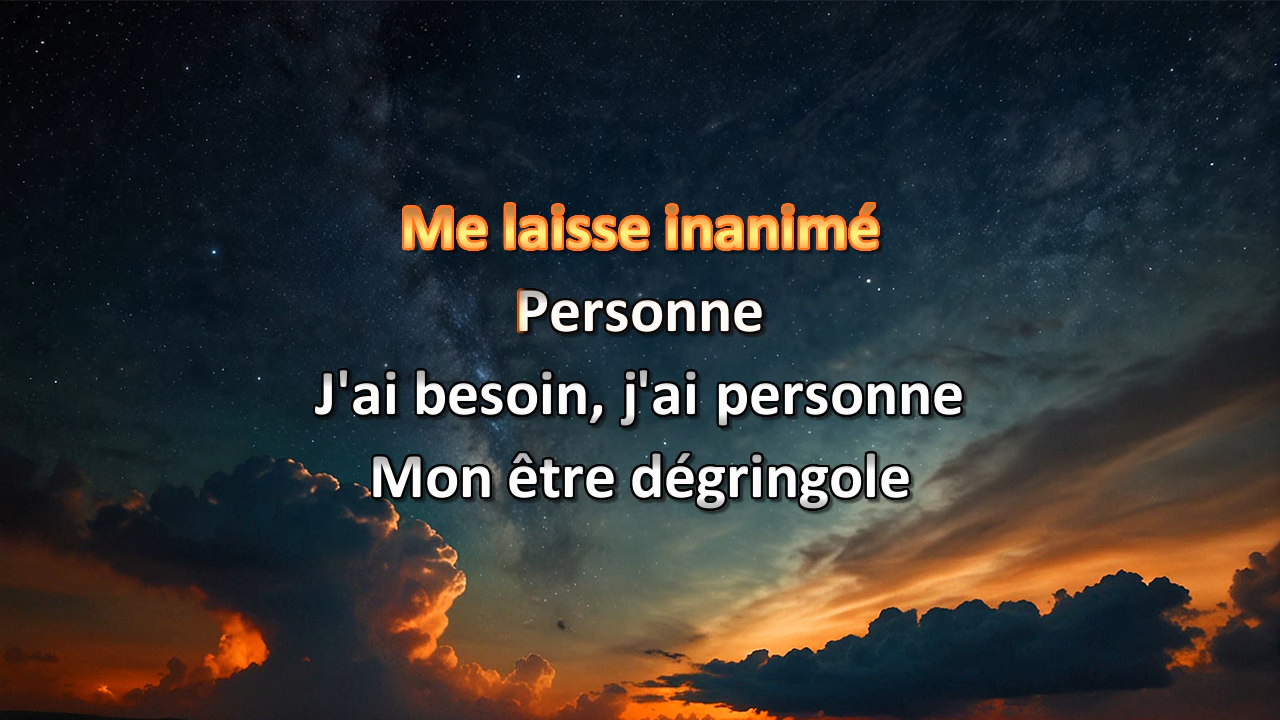 Me laisse inanimé
Personne
J'ai besoin, j'ai personne
Mon être dégringole